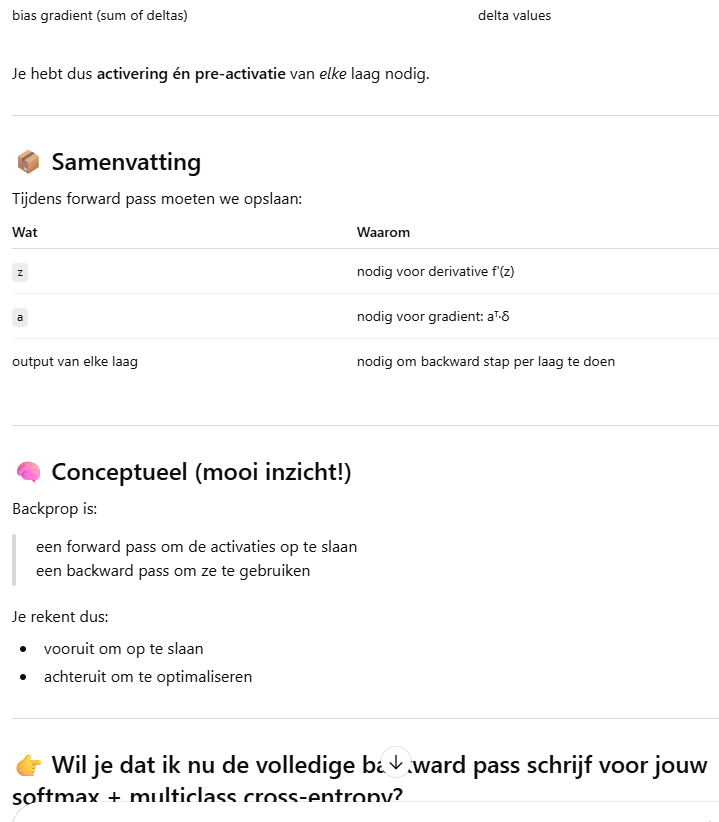 bias gradient (sum of deltas) delta values
Je hebt dus activering én pre-activatie van elke laag nodig.
Samenvatting
Tijdens forward pass moeten we opslaan:
Wat Waarom
z nodig voor derivative f'(z)
a nodig voor gradient: aᵀ·δ
output van elke laag nodig om backward stap per laag te doen
Conceptueel (mooi inzicht!)
Backprop is:
een forward pass om de activaties op te slaan
een backward pass om ze te gebruiken
Je rekent dus:
vooruit om op te slaan
achteruit om te optimaliseren
Wil je dat ik nu de volledige backward pass schrijf voor jouw
softmax + multiclass cross-entropy?